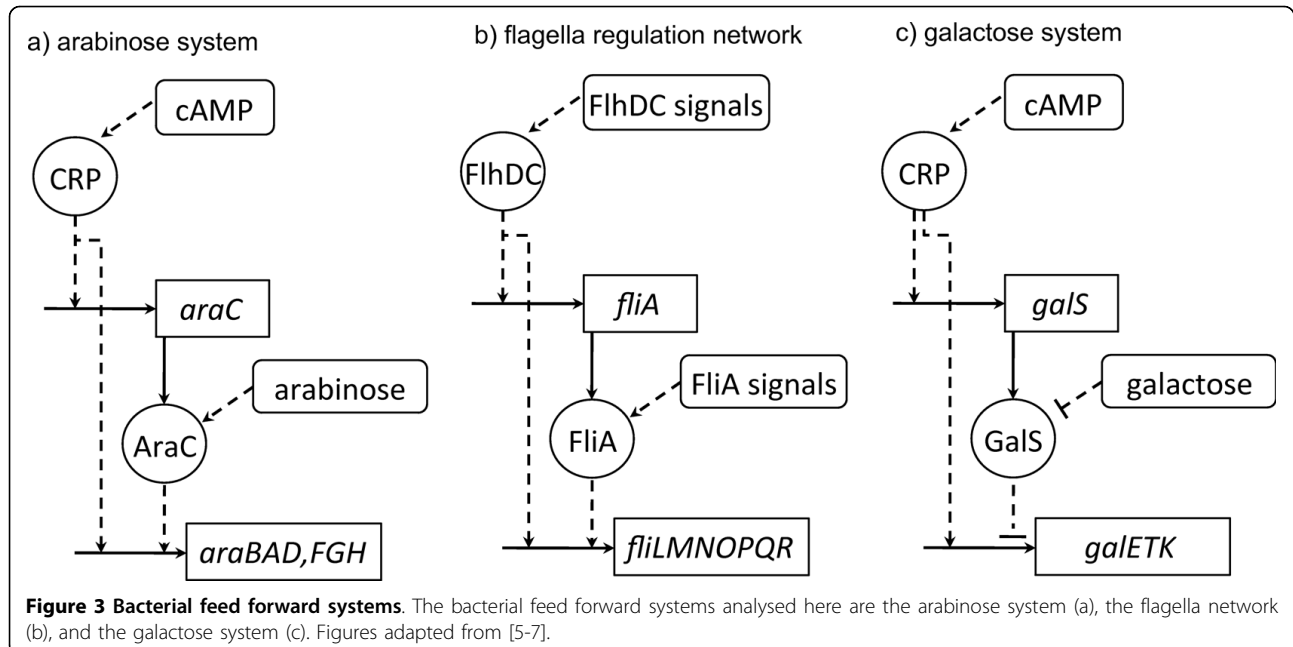 a) arabinose system
cAMP
CRP
araC
arabinose
AraC
araBAD,FGH
b) flagella regulation network
FlhDC signals
FlhDC
fliA
FliA signals
FliA
fliLMNOPQR
c) galactose system
cAMP
CRP
galS
galactose
GalS
galETK
Figure 3 Bacterial feed forward systems. The bacterial feed forward systems analysed here are the arabinose system (a), the flagella network
(b), and the galactose system (c). Figures adapted from [5-7].